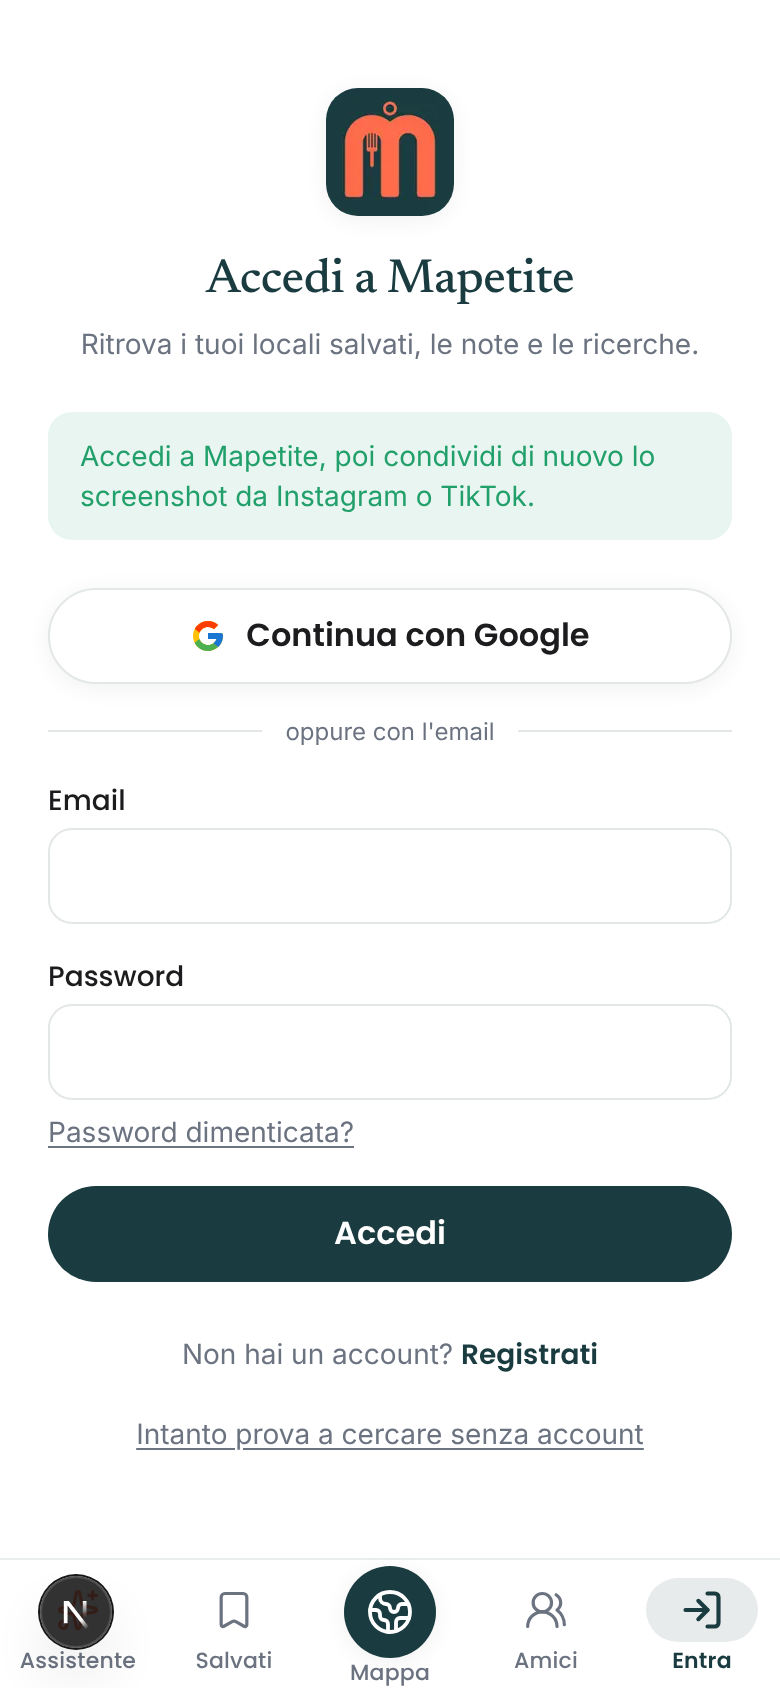 m
Accedi a Mapetite
Ritrova i tuoi locali salvati, le note e le ricerche.
Accedi a Mapetite, poi condividi di nuovo lo
screenshot da Instagram o TikTok.
Continua con Google
oppure con l'email
Email
Password
Password dimenticata?
Accedi
Non hai un account? Registrati
Intanto prova a cercare senza account
N
Assistente
Salvati
Mappa
Amici
Entra